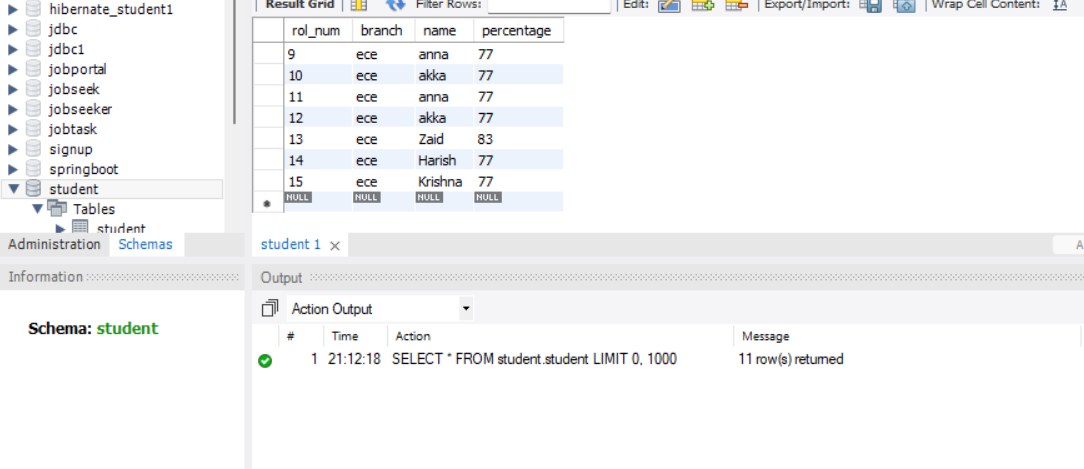 hibernate_student1
jdbc
jdbc1
jobportal
jobseek
jobseeker
jobtask
signup
springboot
student
Tables
student
Administration Schemas
Information
Schema: student
Result Grid Filter Rows: Edit: Export/Import: Wrap Cell Content: IA
rol_num branch name percentage
9 ece anna 77
10 ece akka 77
11 ece anna 77
12 ece akka 77
13 ece Zaid 83
14 ece Harish 77
15 ece Krishna 77
NULL NULL NULL NULL
student 1
A
Output
Action Output
# Time Action Message
1 21:12:18 SELECT * FROM student.student LIMIT 0, 1000 11 row(s) returned